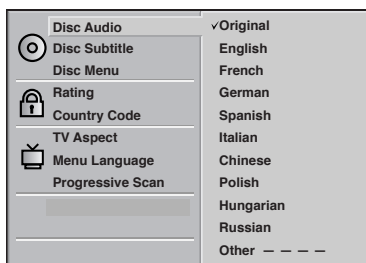 Disc Audio
Disc Subtitle
Disc Menu
Rating
Country Code
TV Aspect
Menu Language
Progressive Scan
✓Original
English
French
German
Spanish
Italian
Chinese
Polish
Hungarian
Russian
Other — — — —